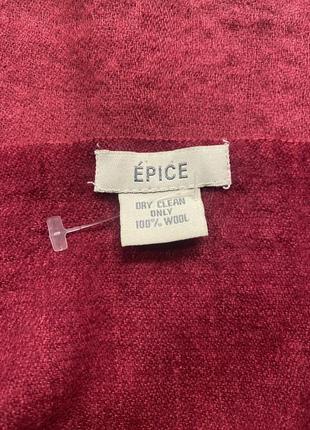 ÉPICE
DRY CLEAN
ONLY
100% WOOL